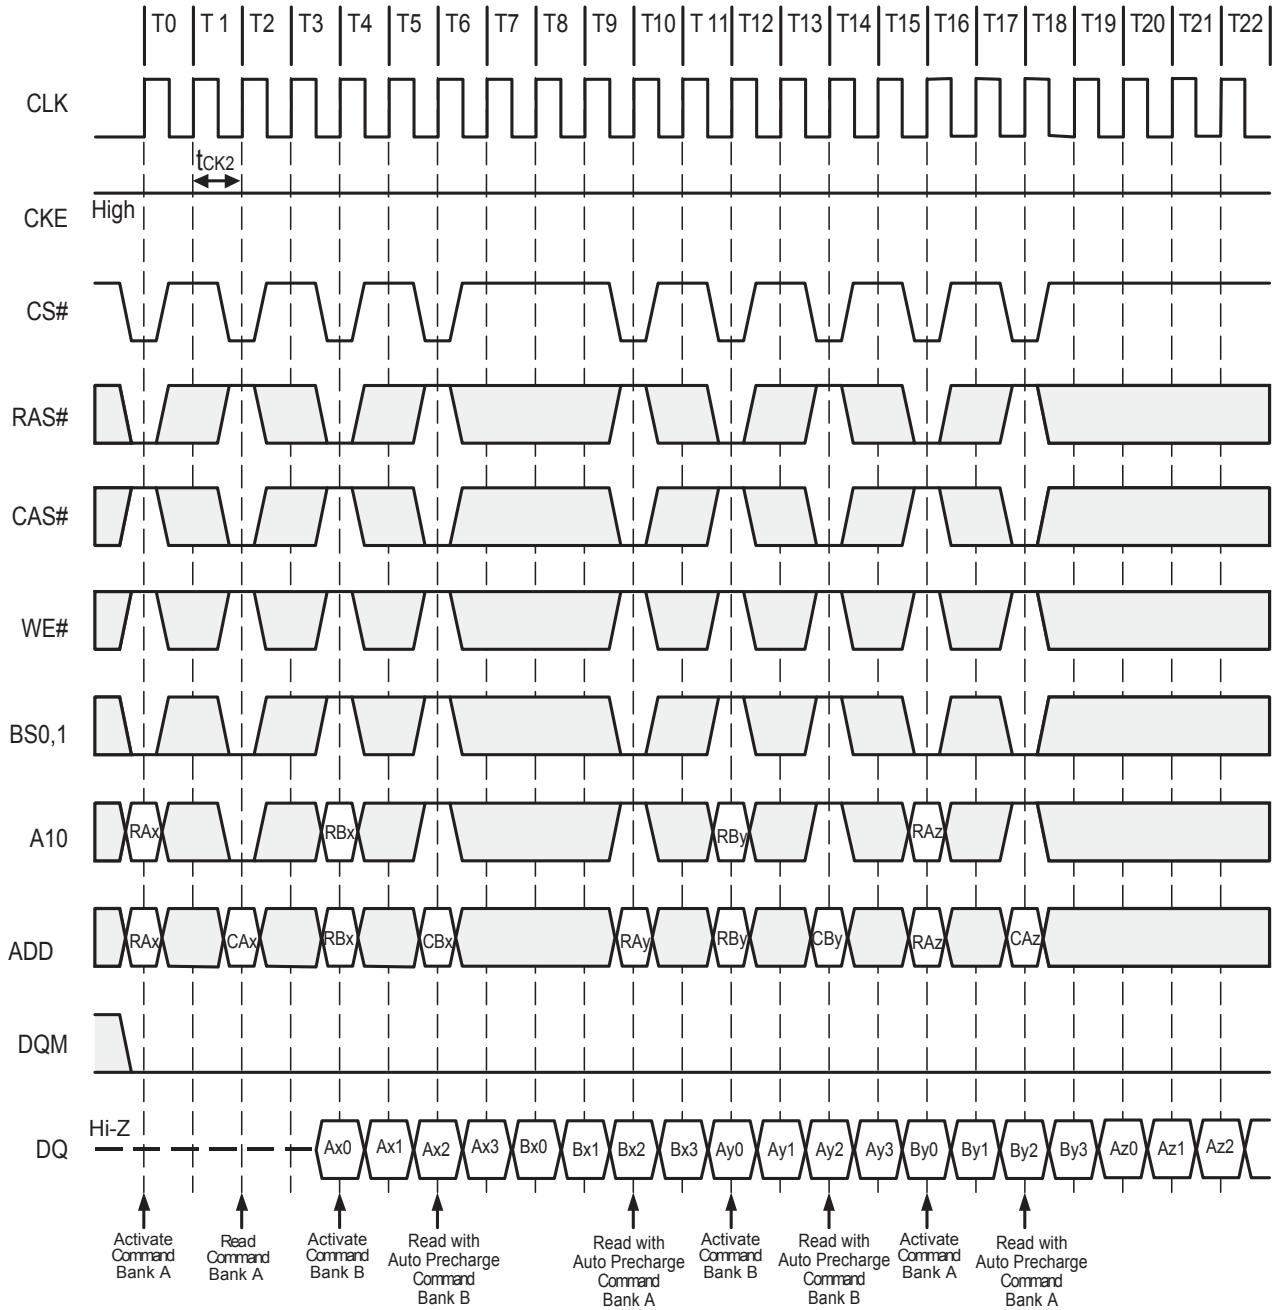 T0 T 1 T2 T3 T4 T5 T6 T7 T8 T9 T10 T 11 T12 T13 T14 T15 T16 T17 T18 T19 T20 T21 T22
CLK
tCK2
High
CKE
CS#
RAS#
CAS#
WE#
BS0,1
A10
RAx RBx RBy RAz
ADD
RAx CAx RBx CBx RAy RBy CBy RAz CAz
DQM
Hi-Z
DQ
Ax0 Ax1 Ax2 Ax3 Bx0 Bx1 Bx2 Bx3 Ay0 Ay1 Ay2 Ay3 By0 By1 By2 By3 Az0 Az1 Az2
Activate
Command
Bank A
Read
Command
Bank A
Activate
Command
Bank B
Read with
Auto Precharge
Command
Bank B
Read with
Auto Precharge
Command
Bank A
Activate
Command
Bank B
Read with
Auto Precharge
Command
Bank B
Activate
Command
Bank A
Read with
Auto Precharge
Command
Bank A